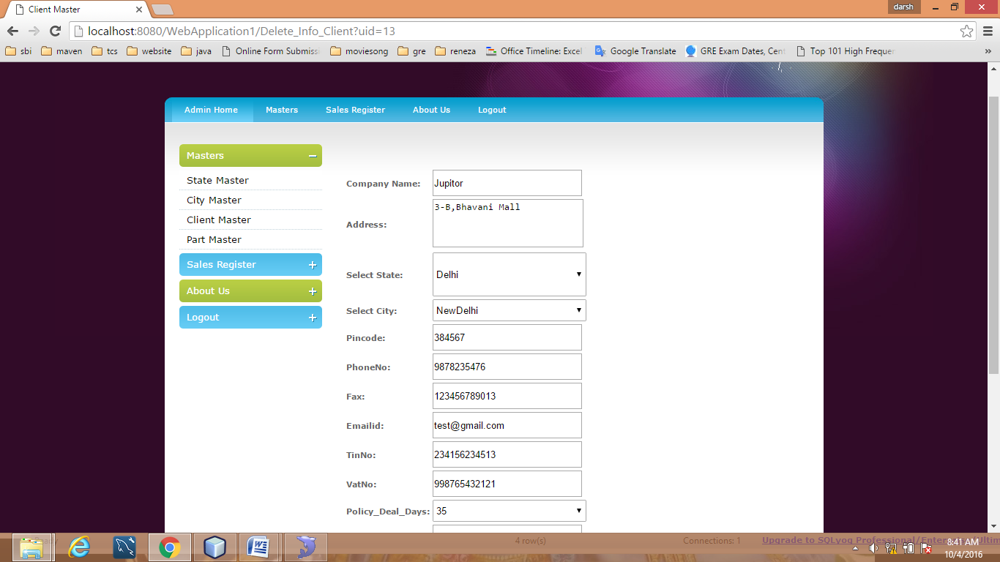 Client Master
darsh
localhost:8080/WebApplication1/Delete_Info_Client?uid=13
sbi maven tcs website java Online Form Submissi moviesong gre reneza Office Timeline: Excel Google Translate GRE Exam Dates, Cent Top 101 High Frequer »
Admin Home Masters Sales Register About Us Logout
Masters
State Master
City Master
Client Master
Part Master
Sales Register
About Us
Logout
Company Name: Jupitor
Address: 3-B,Bhavani Mall
Select State: Delhi
Select City: NewDelhi
Pincode: 384567
PhoneNo: 9878235476
Fax: 123456789013
Emailid: test@gmail.com
TinNo: 234156234513
VatNo: 998765432121
Policy_Deal_Days: 35
4 row(s) Connections: 1 Upgrade to SQLyog Professional/Enter Ultim
8:41 AM
10/4/2016